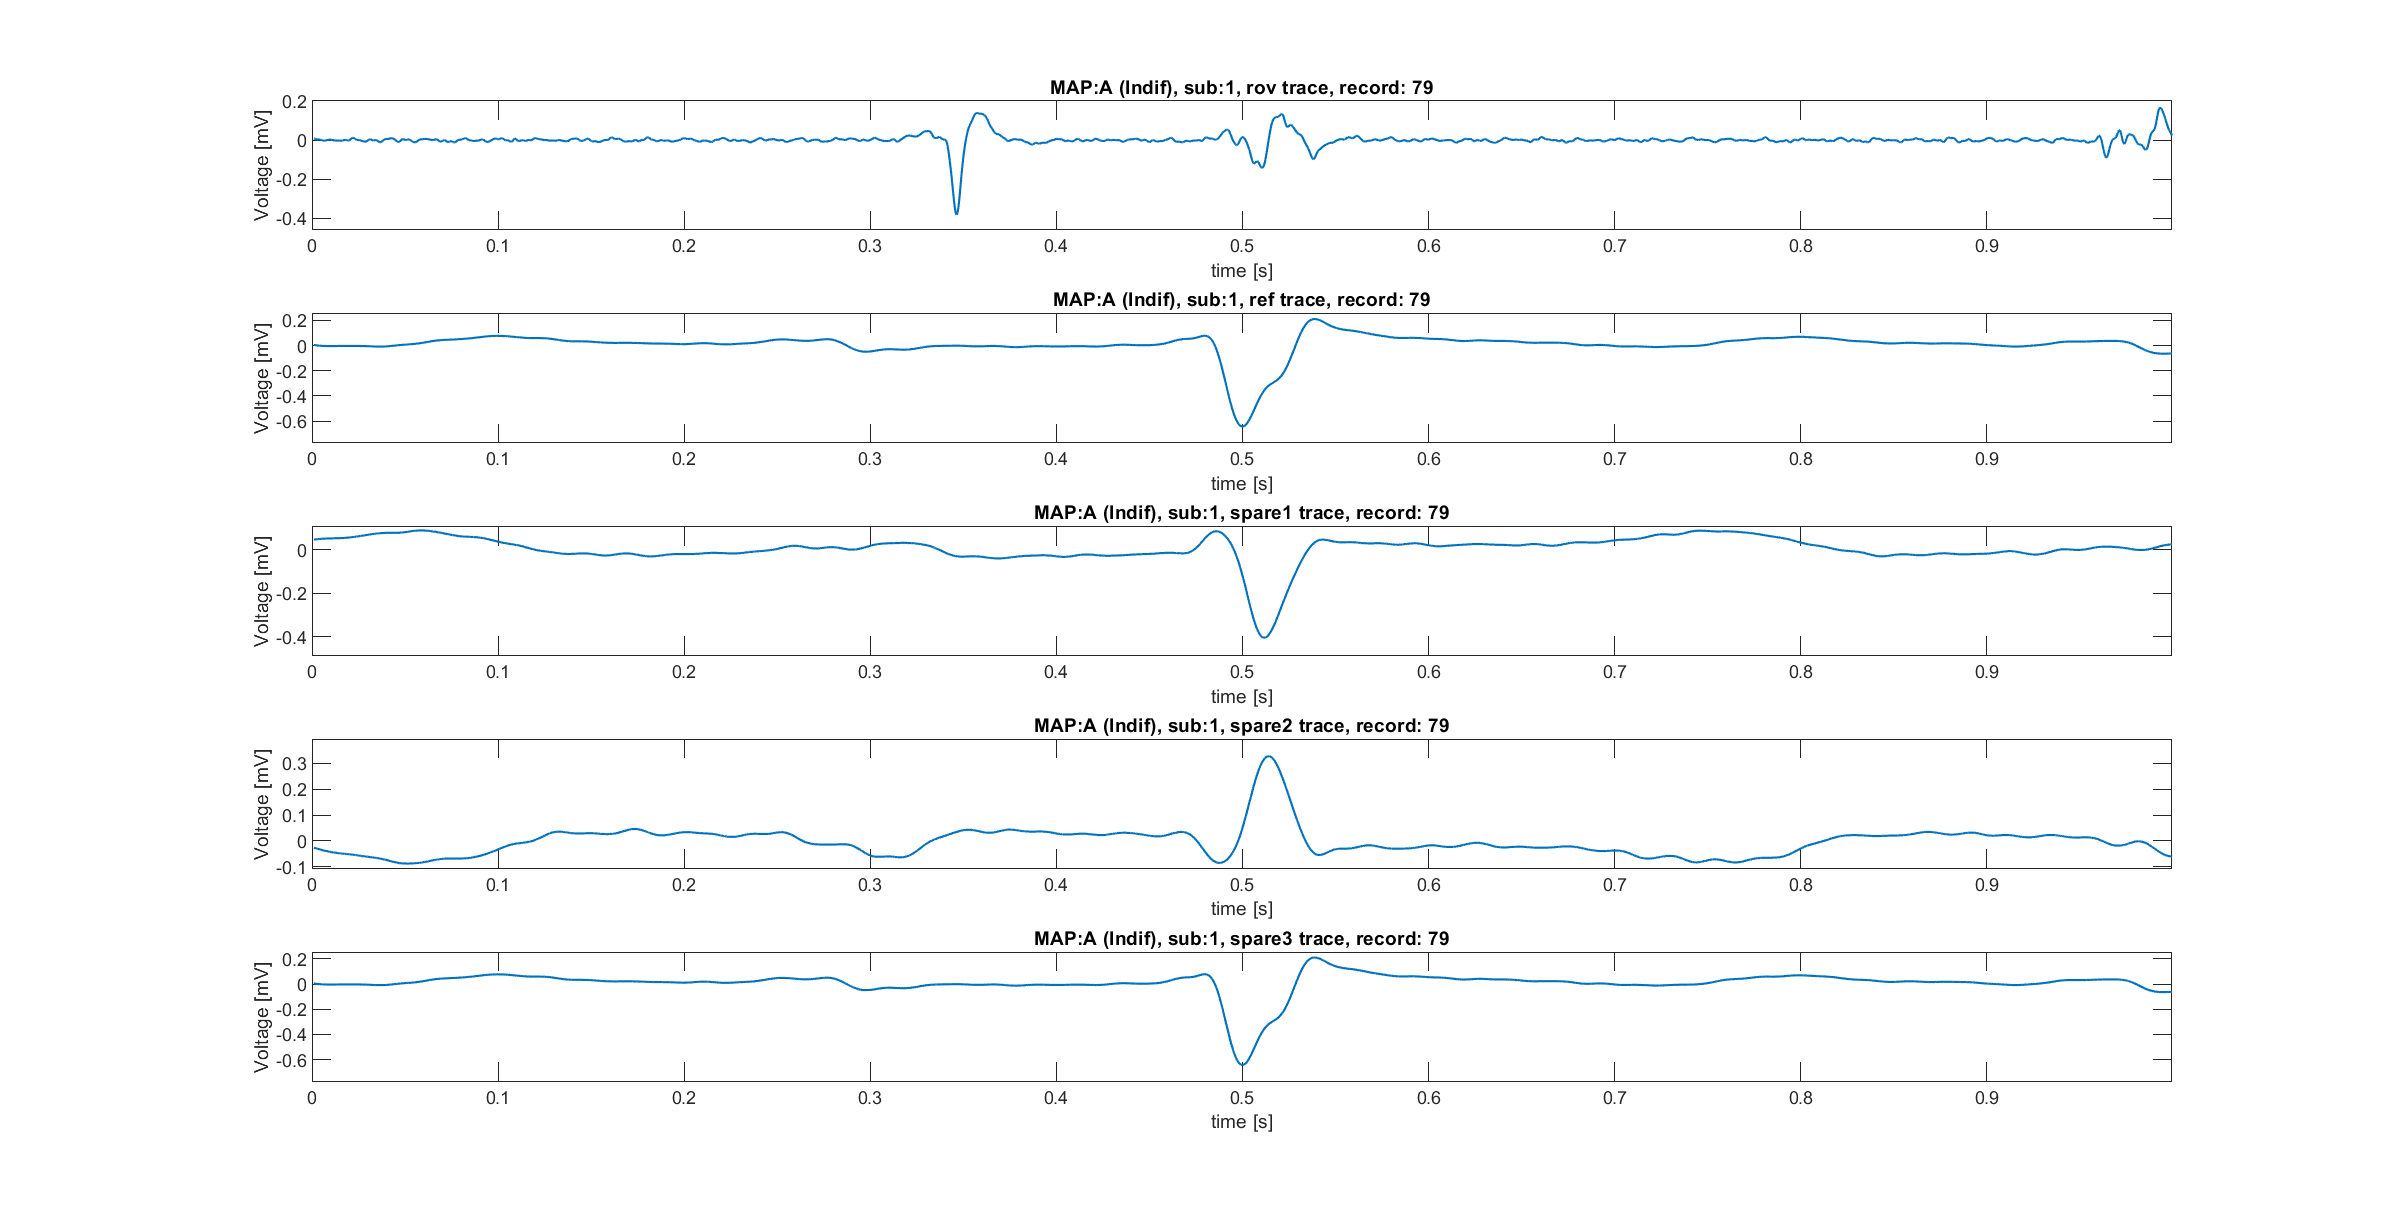 MAP:A (Indif), sub:1, rov trace, record: 79
Voltage [mV]
0.2
0
-0.2
-0.4
0 0.1 0.2 0.3 0.4 0.5 0.6 0.7 0.8 0.9
time [s]
MAP:A (Indif), sub:1, ref trace, record: 79
Voltage [mV]
0.2
0
-0.2
-0.4
-0.6
0 0.1 0.2 0.3 0.4 0.5 0.6 0.7 0.8 0.9
time [s]
MAP:A (Indif), sub:1, spare1 trace, record: 79
Voltage [mV]
0
-0.2
-0.4
0 0.1 0.2 0.3 0.4 0.5 0.6 0.7 0.8 0.9
time [s]
MAP:A (Indif), sub:1, spare2 trace, record: 79
Voltage [mV]
0.3
0.2
0.1
0
-0.1
0 0.1 0.2 0.3 0.4 0.5 0.6 0.7 0.8 0.9
time [s]
MAP:A (Indif), sub:1, spare3 trace, record: 79
Voltage [mV]
0.2
0
-0.2
-0.4
-0.6
0 0.1 0.2 0.3 0.4 0.5 0.6 0.7 0.8 0.9
time [s]